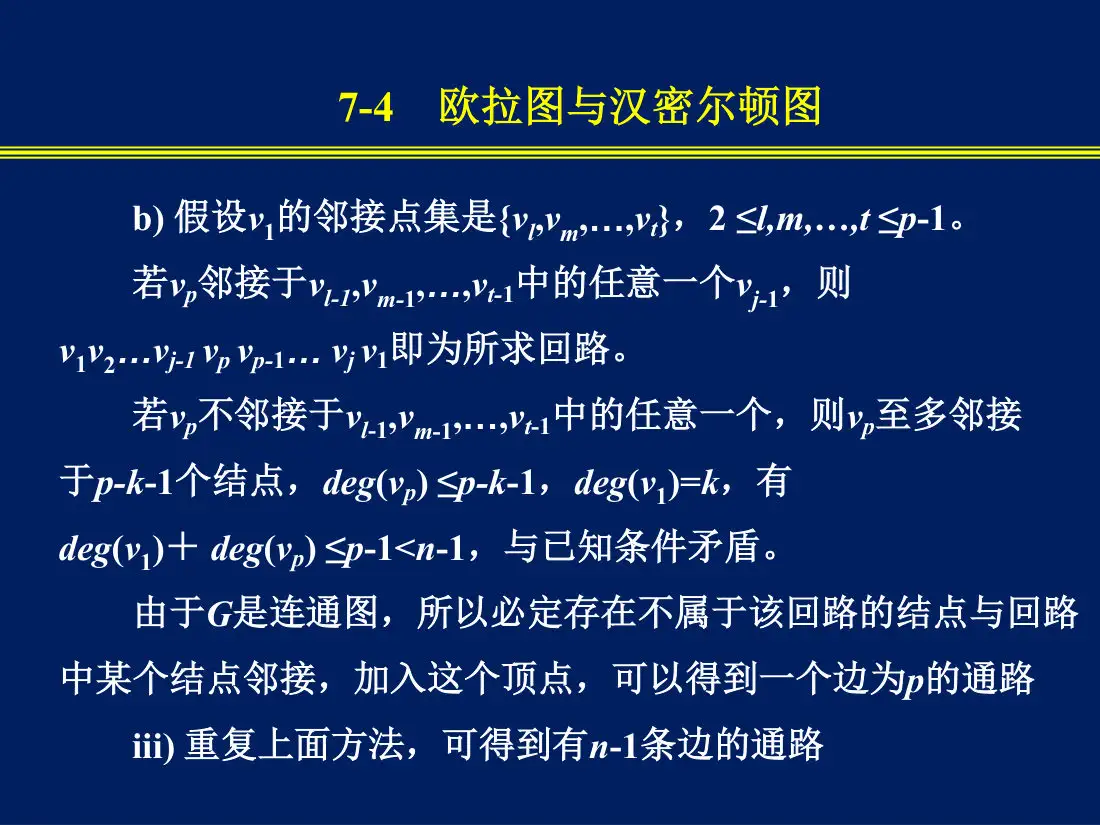 7-4 欧拉图与汉密尔顿图
b) 假设v1的邻接点集是{vl,vm,…,vt}，2 ≤l,m,…,t ≤p-1。
若vp邻接于vl-1,vm-1,…,vt-1中的任意一个vj-1，则
v1v2…vj-1 vp vp-1… vj v1即为所求回路。
若vp不邻接于vl-1,vm-1,…,vt-1中的任意一个，则vp至多邻接
于p-k-1个结点，deg(vp) ≤p-k-1，deg(v1)=k，有
deg(v1)＋ deg(vp) ≤p-1<n-1，与已知条件矛盾。
由于G是连通图，所以必定存在不属于该回路的结点与回路
中某个结点邻接，加入这个顶点，可以得到一个边为p的通路
iii) 重复上面方法，可得到有n-1条边的通路